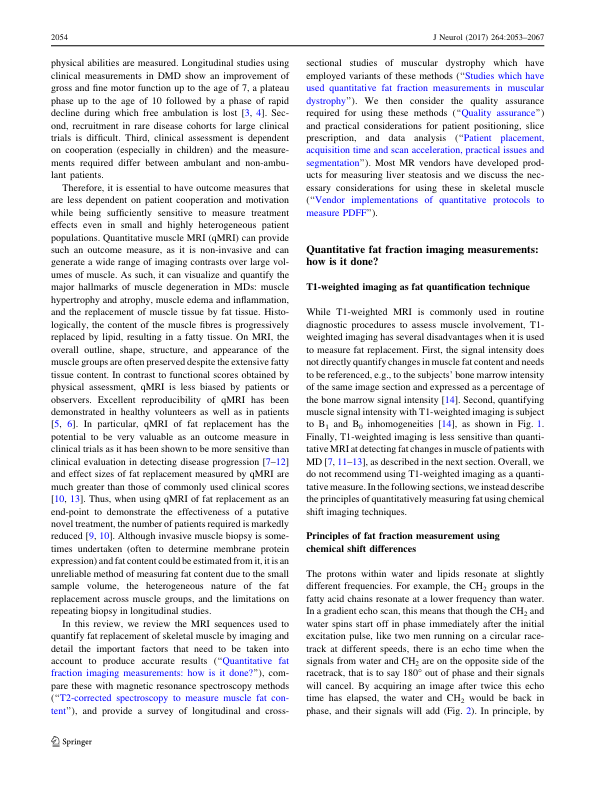 2054
J Neurol (2017) 264:2053–2067
physical abilities are measured. Longitudinal studies using
clinical measurements in DMD show an improvement of
gross and fine motor function up to the age of 7, a plateau
phase up to the age of 10 followed by a phase of rapid
decline during which free ambulation is lost [3, 4]. Sec-
ond, recruitment in rare disease cohorts for large clinical
trials is difficult. Third, clinical assessment is dependent
on cooperation (especially in children) and the measure-
ments required differ between ambulant and non-ambu-
lant patients.
Therefore, it is essential to have outcome measures that
are less dependent on patient cooperation and motivation
while being sufficiently sensitive to measure treatment
effects even in small and highly heterogeneous patient
populations. Quantitative muscle MRI (qMRI) can provide
such an outcome measure, as it is non-invasive and can
generate a wide range of imaging contrasts over large vol-
umes of muscle. As such, it can visualize and quantify the
major hallmarks of muscle degeneration in MDs: muscle
hypertrophy and atrophy, muscle edema and inflammation,
and the replacement of muscle tissue by fat tissue. Histo-
logically, the content of the muscle fibres is progressively
replaced by lipid, resulting in a fatty tissue. On MRI, the
overall outline, shape, structure, and appearance of the
muscle groups are often preserved despite the extensive fatty
tissue content. In contrast to functional scores obtained by
physical assessment, qMRI is less biased by patients or
observers. Excellent reproducibility of qMRI has been
demonstrated in healthy volunteers as well as in patients
[5, 6]. In particular, qMRI of fat replacement has the
potential to be very valuable as an outcome measure in
clinical trials as it has been shown to be more sensitive than
clinical evaluation in detecting disease progression [7–12]
and effect sizes of fat replacement measured by qMRI are
much greater than those of commonly used clinical scores
[10, 13]. Thus, when using qMRI of fat replacement as an
end-point to demonstrate the effectiveness of a putative
novel treatment, the number of patients required is markedly
reduced [9, 10]. Although invasive muscle biopsy is some-
times undertaken (often to determine membrane protein
expression) and fat content could be estimated from it, it is an
unreliable method of measuring fat content due to the small
sample volume, the heterogeneous nature of the fat
replacement across muscle groups, and the limitations on
repeating biopsy in longitudinal studies.
In this review, we review the MRI sequences used to
quantify fat replacement of skeletal muscle by imaging and
detail the important factors that need to be taken into
account to produce accurate results (“Quantitative fat
fraction imaging measurements: how is it done?”), com-
pare these with magnetic resonance spectroscopy methods
(“T2-corrected spectroscopy to measure muscle fat con-
tent”), and provide a survey of longitudinal and cross-
sectional studies of muscular dystrophy which have
employed variants of these methods (“Studies which have
used quantitative fat fraction measurements in muscular
dystrophy”). We then consider the quality assurance
required for using these methods (“Quality assurance”)
and practical considerations for patient positioning, slice
prescription, and data analysis (“Patient placement,
acquisition time and scan acceleration, practical issues and
segmentation”). Most MR vendors have developed prod-
ucts for measuring liver steatosis and we discuss the nec-
essary considerations for using these in skeletal muscle
(“Vendor implementations of quantitative protocols to
measure PDFF”).
Quantitative fat fraction imaging measurements:
how is it done?
T1-weighted imaging as fat quantification technique
While T1-weighted MRI is commonly used in routine
diagnostic procedures to assess muscle involvement, T1-
weighted imaging has several disadvantages when it is used
to measure fat replacement. First, the signal intensity does
not directly quantify changes in muscle fat content and needs
to be referenced, e.g., to the subjects’ bone marrow intensity
of the same image section and expressed as a percentage of
the bone marrow signal intensity [14]. Second, quantifying
muscle signal intensity with T1-weighted imaging is subject
to B1 and B0 inhomogeneities [14], as shown in Fig. 1.
Finally, T1-weighted imaging is less sensitive than quanti-
tative MRI at detecting fat changes in muscle of patients with
MD [7, 11–13], as described in the next section. Overall, we
do not recommend using T1-weighted imaging as a quanti-
tative measure. In the following sections, we instead describe
the principles of quantitatively measuring fat using chemical
shift imaging techniques.
Principles of fat fraction measurement using
chemical shift differences
The protons within water and lipids resonate at slightly
different frequencies. For example, the CH2 groups in the
fatty acid chains resonate at a lower frequency than water.
In a gradient echo scan, this means that though the CH2 and
water spins start off in phase immediately after the initial
excitation pulse, like two men running on a circular race-
track at different speeds, there is an echo time when the
signals from water and CH2 are on the opposite side of the
racetrack, that is to say 180° out of phase and their signals
will cancel. By acquiring an image after twice this echo
time has elapsed, the water and CH2 would be back in
phase, and their signals will add (Fig. 2). In principle, by
Springer